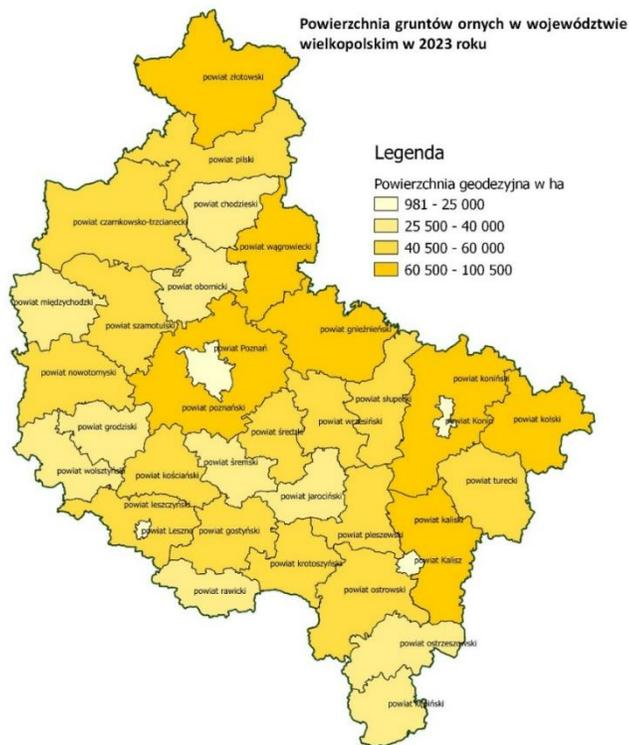 Powierzchnia gruntów ornych w województwie
wielkopolskim w 2023 roku
powiat złotowski
Legenda
powiat pilski
Powierzchnia geodezyjna w ha
powiat chodzieski
981 - 25 000
powiat czarnkowsko-trzcianecki
25 500 - 40 000
40 500 - 60 000
powiat wągrowiecki
60 500 - 100 500
powiat obornicki
powiat międzychodzki
powiat szamotulski
powiat gnieźnieński
powiat Poznań
powiat koniński
powiat nowotomyski
powiat słupecki
powiat poznański
powiat Konin
powiat kolski
powiat średzki
powiat wrzesiński
powiat grodziski
powiat śremski
powiat wolsztyński
powiat kościański
powiat turecki
powiat jarociński
powiat leszczyński
powiat kaliski
powiat Leszno
powiat gostyński
powiat pleszewski
powiat Kalisz
powiat krotoszyński
powiat rawicki
powiat ostrowski
powiat ostrzeszowski
powiat kępiński